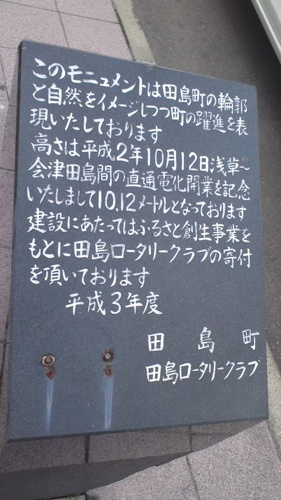 このモニュメントは田島町の輪郭
と自然をイメージしつつ町の躍進を表
現いたしております
高さは平成2年10月12日浅草〜
会津田島間の直通電化開業を記念
いたしまして10.12メートルとなっております
建設にあたってはふるさと創生事業を
もとに田島ロータリークラブの寄付
を頂いております
平成3年度
田島町
田島ロータリークラブ